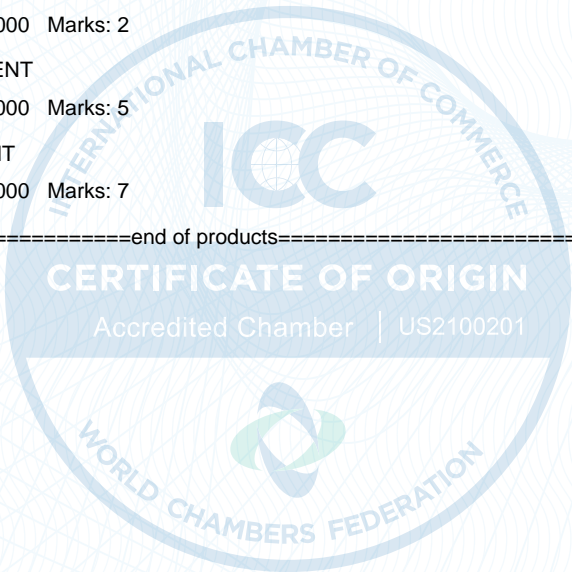 000 Marks: 2
ENT
000 Marks: 5
NT
000 Marks: 7
===========end of products========================
INTERNATIONAL CHAMBER OF COMMERCE
ICC
CERTIFICATE OF ORIGIN
Accredited Chamber | US2100201
WORLD CHAMBERS FEDERATION